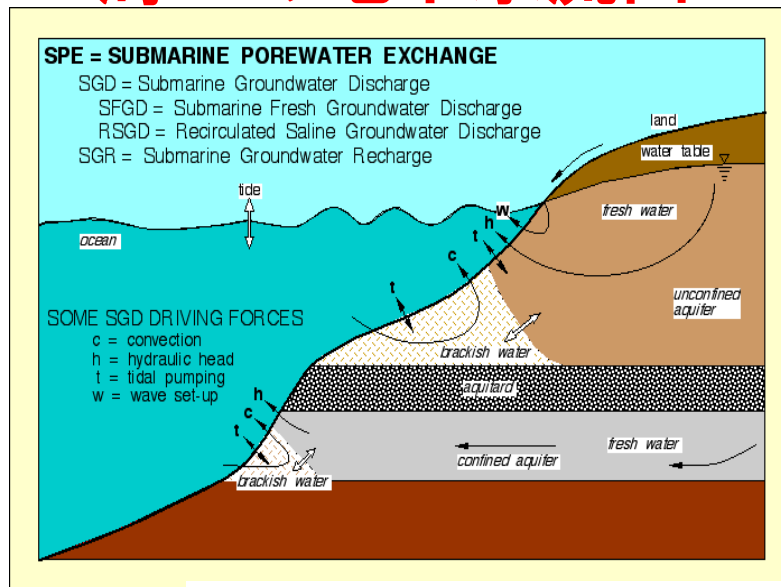 SPE = SUBMARINE POREWATER EXCHANGE
SGD = Submarine Groundwater Discharge
SFGD = Submarine Fresh Groundwater Discharge
RSGD = Recirculated Saline Groundwater Discharge
SGR = Submarine Groundwater Recharge
land
water table
tide
w
fresh water
h
ocean
t
c
t
unconfined
aquifer
SOME SGD DRIVING FORCES
c = convection
h = hydraulic head
t = tidal pumping
w = wave set-up
brackish water
aquitard
h
c
t
fresh water
confined aquifer
brackish water